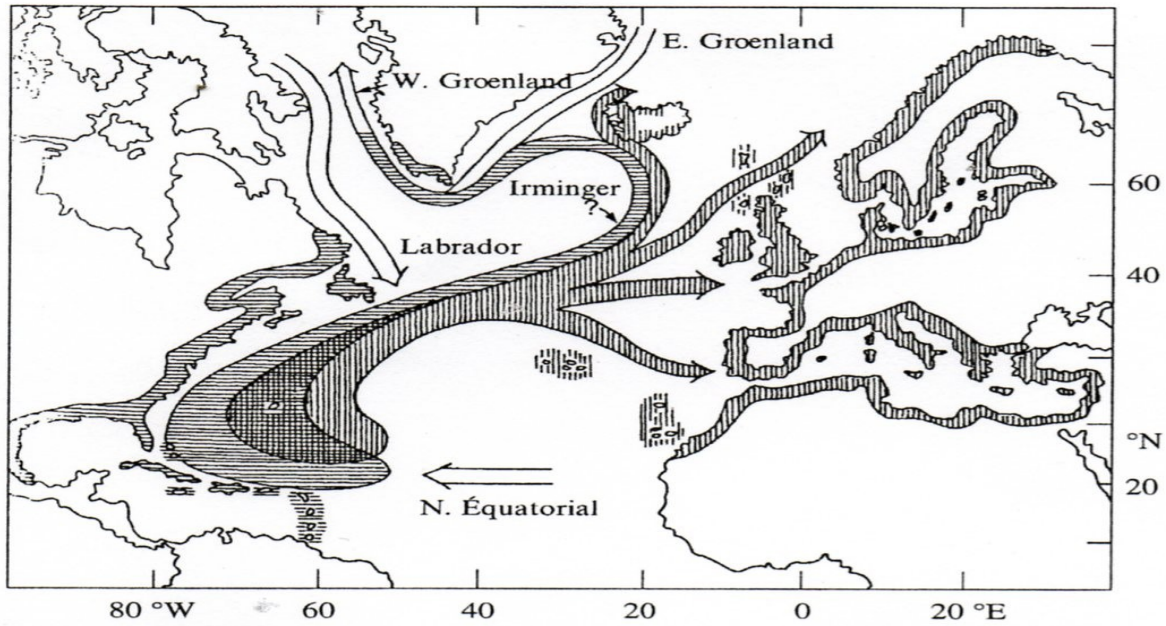 E. Groenland
W. Groenland
Irminger
?
Labrador
N. Équatorial
60
40
°N
20
80 °W
60
40
20
0
20 °E